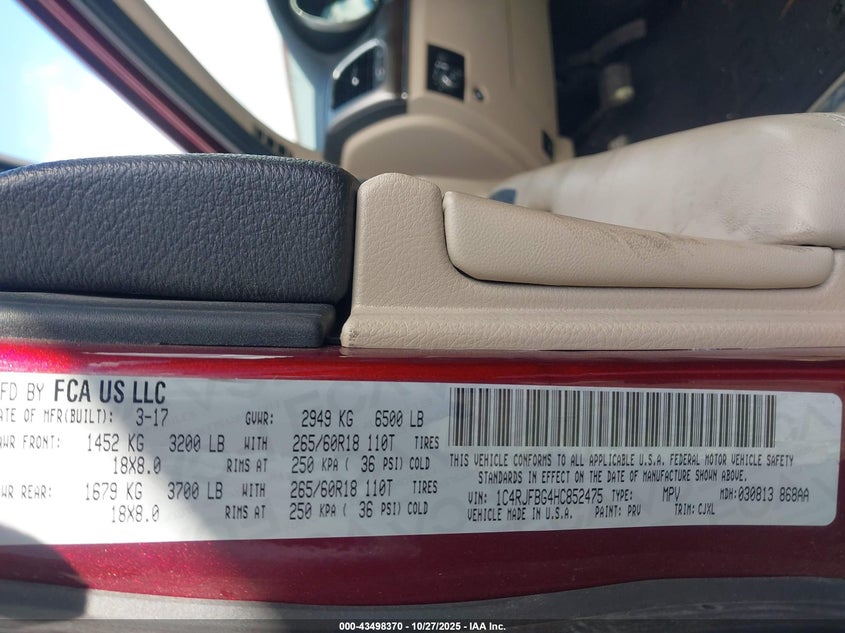 MFD BY FCA US LLC
DATE OF MFR(BUILT): 3-17 GVWR: 2949 KG 6500 LB
GAWR FRONT: 1452 KG 3200 LB WITH 265/60R18 110T TIRES
18X8.0 RIMS AT 250 KPA ( 36 PSI) COLD
GAWR REAR: 1679 KG 3700 LB WITH 265/60R18 110T TIRES
18X8.0 RIMS AT 250 KPA ( 36 PSI) COLD
THIS VEHICLE CONFORMS TO ALL APPLICABLE U.S.A. FEDERAL MOTOR VEHICLE SAFETY
STANDARDS IN EFFECT ON THE DATE OF MANUFACTURE SHOWN ABOVE.
VIN: 1C4RJFBG4HC852475 TYPE: MPV MDH: 030813 868AA
VEHICLE MADE IN U.S.A. PAINT: PRV TRIM: CJXL
000-43498370 | 10/27/2025 - IAA Inc.